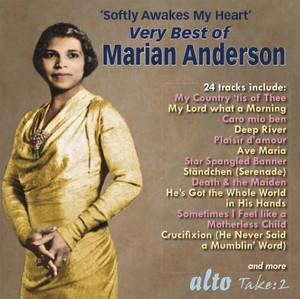 'Softly Awakes My Heart'
Very Best of
Marian Anderson
24 tracks include:
My Country 'tis of Thee
My Lord what a Morning
Caro mio ben
Deep River
Plaisir d'amour
Ave Maria
Star Spangled Banner
Ständchen (Serenade)
Death & the Maiden
He's Got the Whole World
in His Hands
Sometimes I Feel like a
Motherless Child
Crucifixion (He Never Said
a Mumblin' Word)
and more
alto Take:2